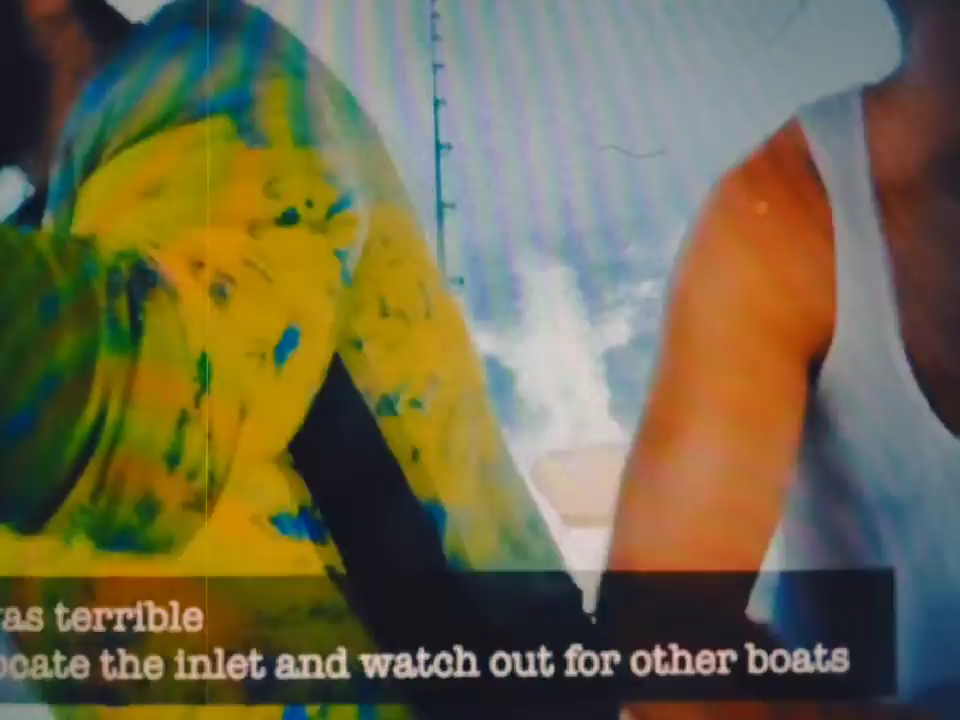 terrible
the inlet and watch out for other boats